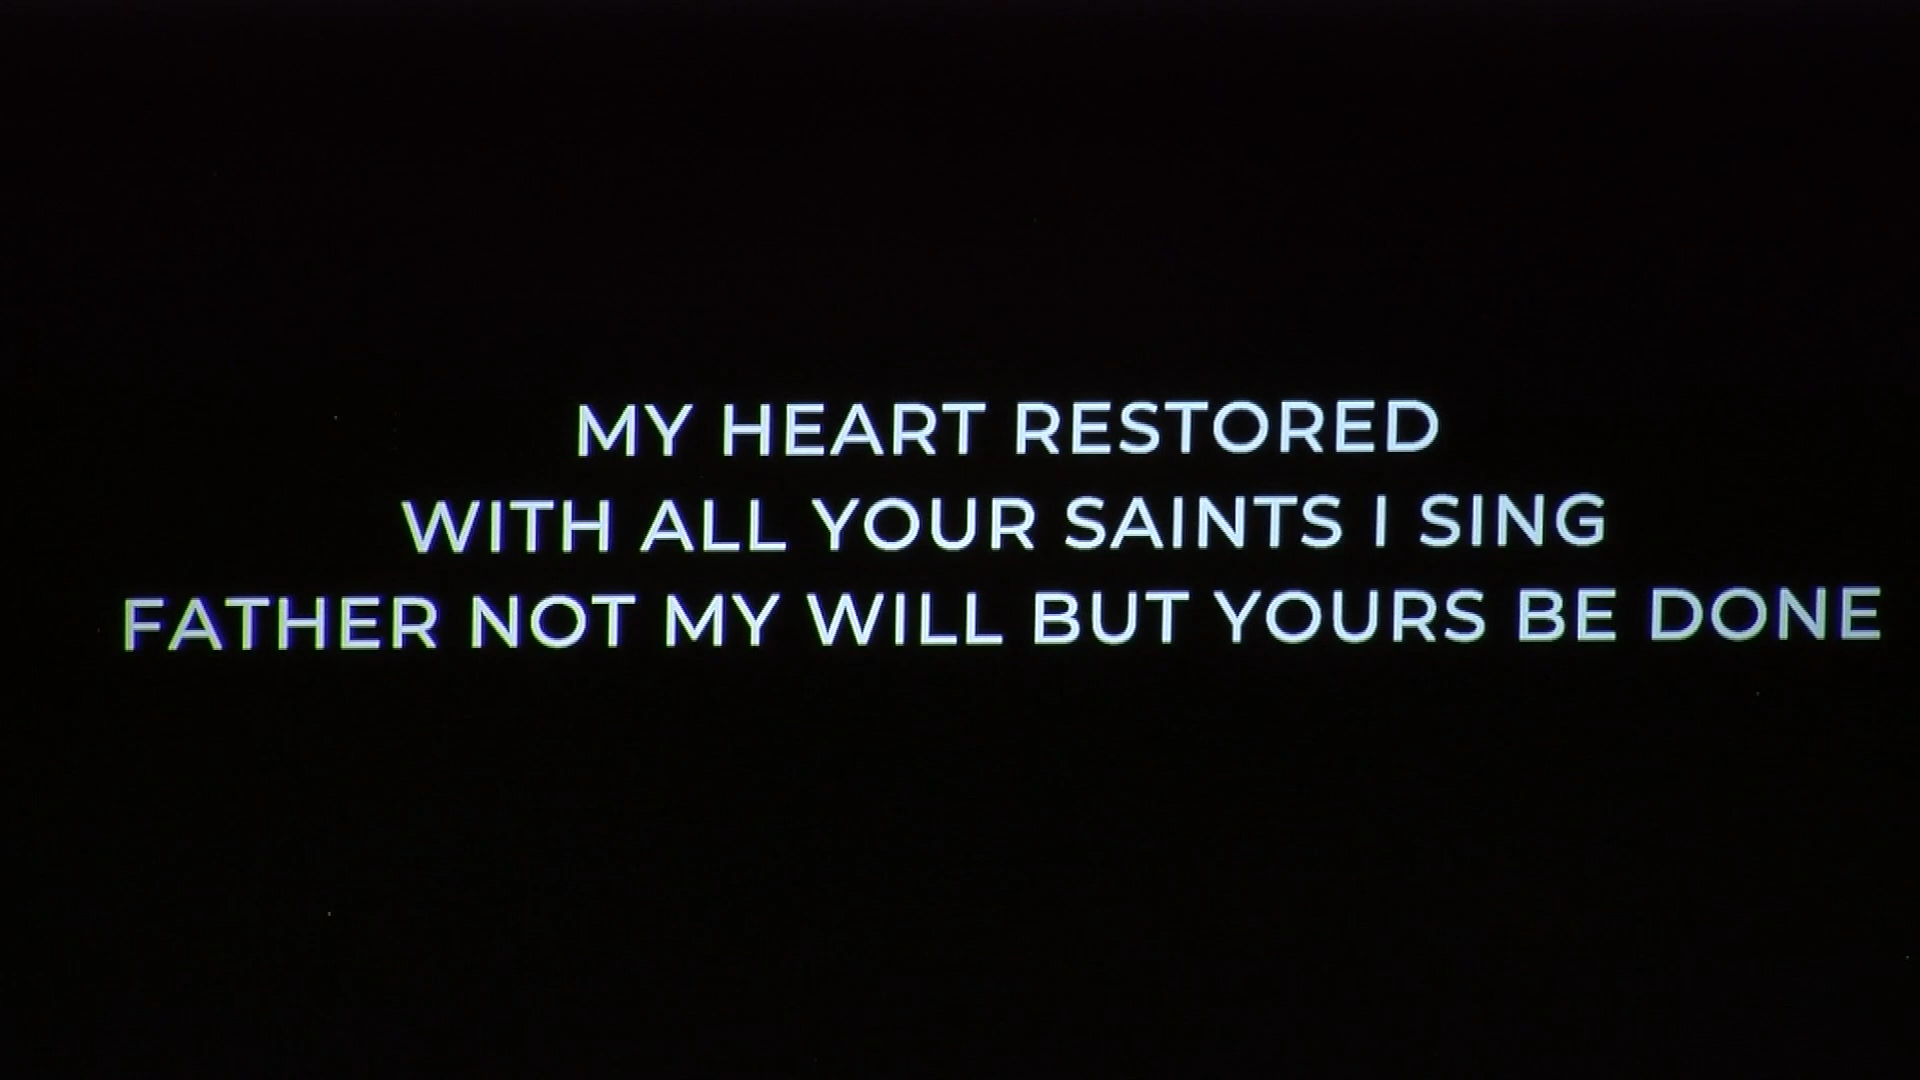 MY HEART RESTORED
WITH ALL YOUR SAINTS I SING
FATHER NOT MY WILL BUT YOURS BE DONE